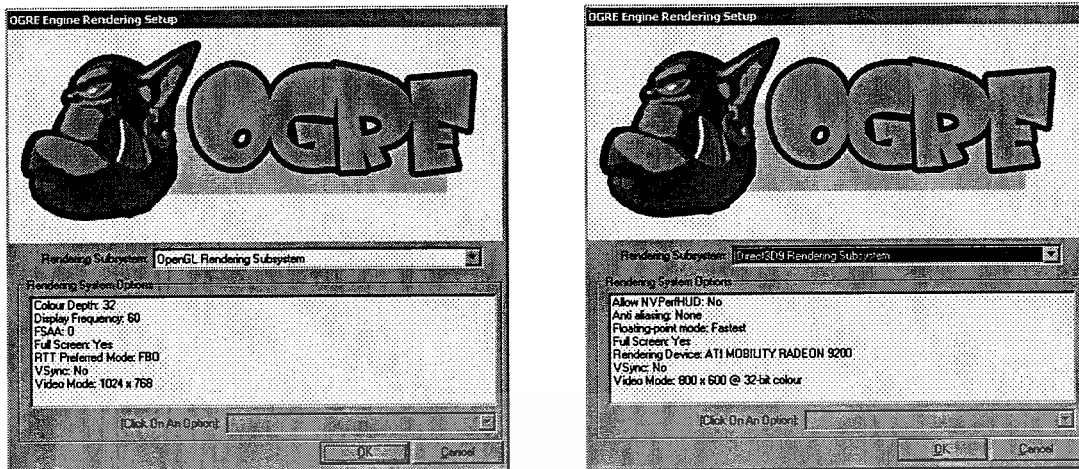 OGRE Engine Rendering Setup
OGRE
Rendering Subsystem: OpenGL Rendering Subsystem
Rendering System Options
Colour Depth: 32
Display Frequency: 60
FSAA: 0
Full Screen: Yes
RTT Preferred Mode: FBO
VSync: No
Video Mode: 1024 x 768
[Click On An Option]:
OK Cancel
OGRE Engine Rendering Setup
OGRE
Rendering Subsystem: Direct3D9 Rendering Subsystem
Rendering System Options
Allow NVPerfHUD: No
Anti aliasing: None
Floating-point mode: Fastest
Full Screen: Yes
Rendering Device: ATI MOBILITY RADEON 9200
VSync: No
Video Mode: 800 x 600 @ 32-bit colour
[Click On An Option]:
OK Cancel